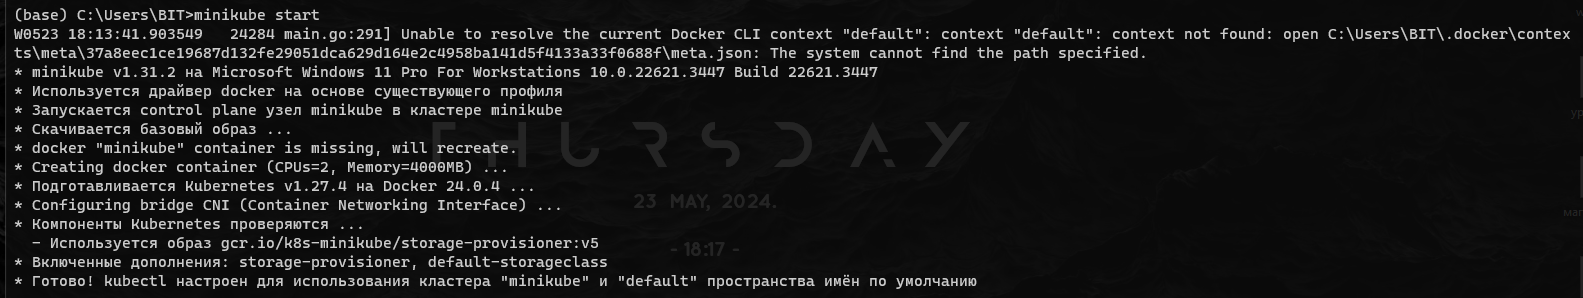 (base) C:\Users\BIT>minikube start
W0523 18:13:41.903549   24284 main.go:291] Unable to resolve the current Docker CLI context "default": context "default": context not found: open C:\Users\BIT\.docker\contex
ts\meta\37a8eec1ce19687d132fe29051dca629d164e2c4958ba141d5f4133a33f0688f\meta.json: The system cannot find the path specified.
* minikube v1.31.2 на Microsoft Windows 11 Pro For Workstations 10.0.22621.3447 Build 22621.3447
* Используется драйвер docker на основе существующего профиля
* Запускается control plane узел minikube в кластере minikube
* Скачивается базовый образ ...
* docker "minikube" container is missing, will recreate.
* Creating docker container (CPUs=2, Memory=4000MB) ...
* Подготавливается Kubernetes v1.27.4 на Docker 24.0.4 ...
* Configuring bridge CNI (Container Networking Interface) ...
* Компоненты Kubernetes проверяются ...
  - Используется образ gcr.io/k8s-minikube/storage-provisioner:v5
* Включенные дополнения: storage-provisioner, default-storageclass
* Готово! kubectl настроен для использования кластера "minikube" и "default" пространства имён по умолчанию
THURSDAY
23 MAY, 2024.
- 18:17 -